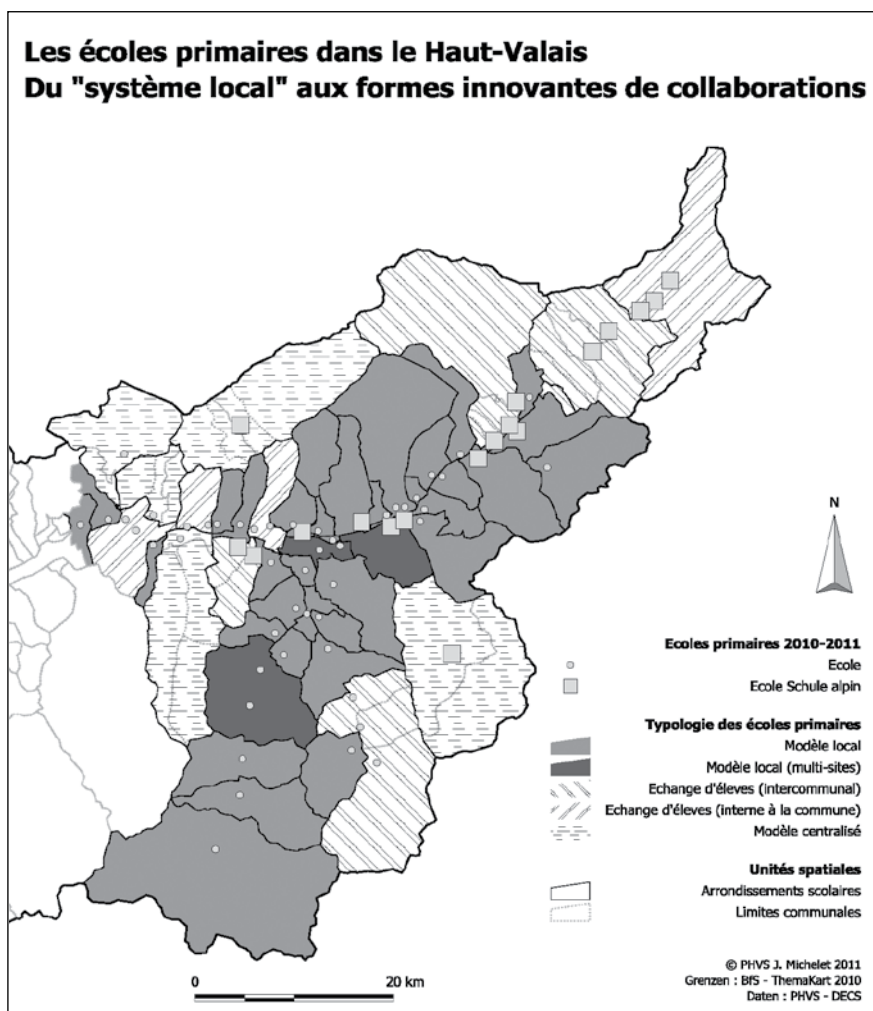 Les écoles primaires dans le Haut-Valais
Du "système local" aux formes innovantes de collaborations
N
Ecoles primaires 2010-2011
Ecole
Ecole Schule alpin
Typologie des écoles primaires
Modèle local
Modèle local (multi-sites)
Echange d'élèves (intercommunal)
Echange d'élèves (interne à la commune)
Modèle centralisé
Unités spatiales
Arrondissements scolaires
Limites communales
0 20 km
© PHVS J. Michelet 2011
Grenzen : BfS - ThemaKart 2010
Daten : PHVS - DECS